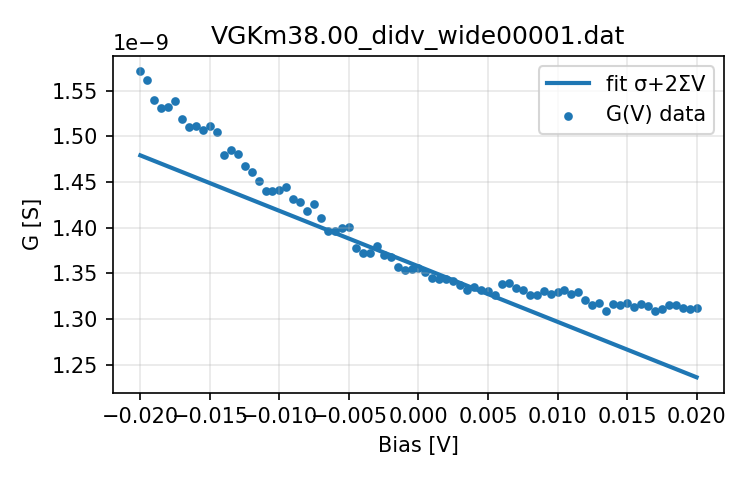 VGKm38.00_didv_wide00001.dat
1e−9
fit σ+2ΣV
G(V) data
1.55
1.50
1.45
1.40
1.35
1.30
1.25
G [S]
−0.020 −0.015 −0.010 −0.005 0.000 0.005 0.010 0.015 0.020
Bias [V]